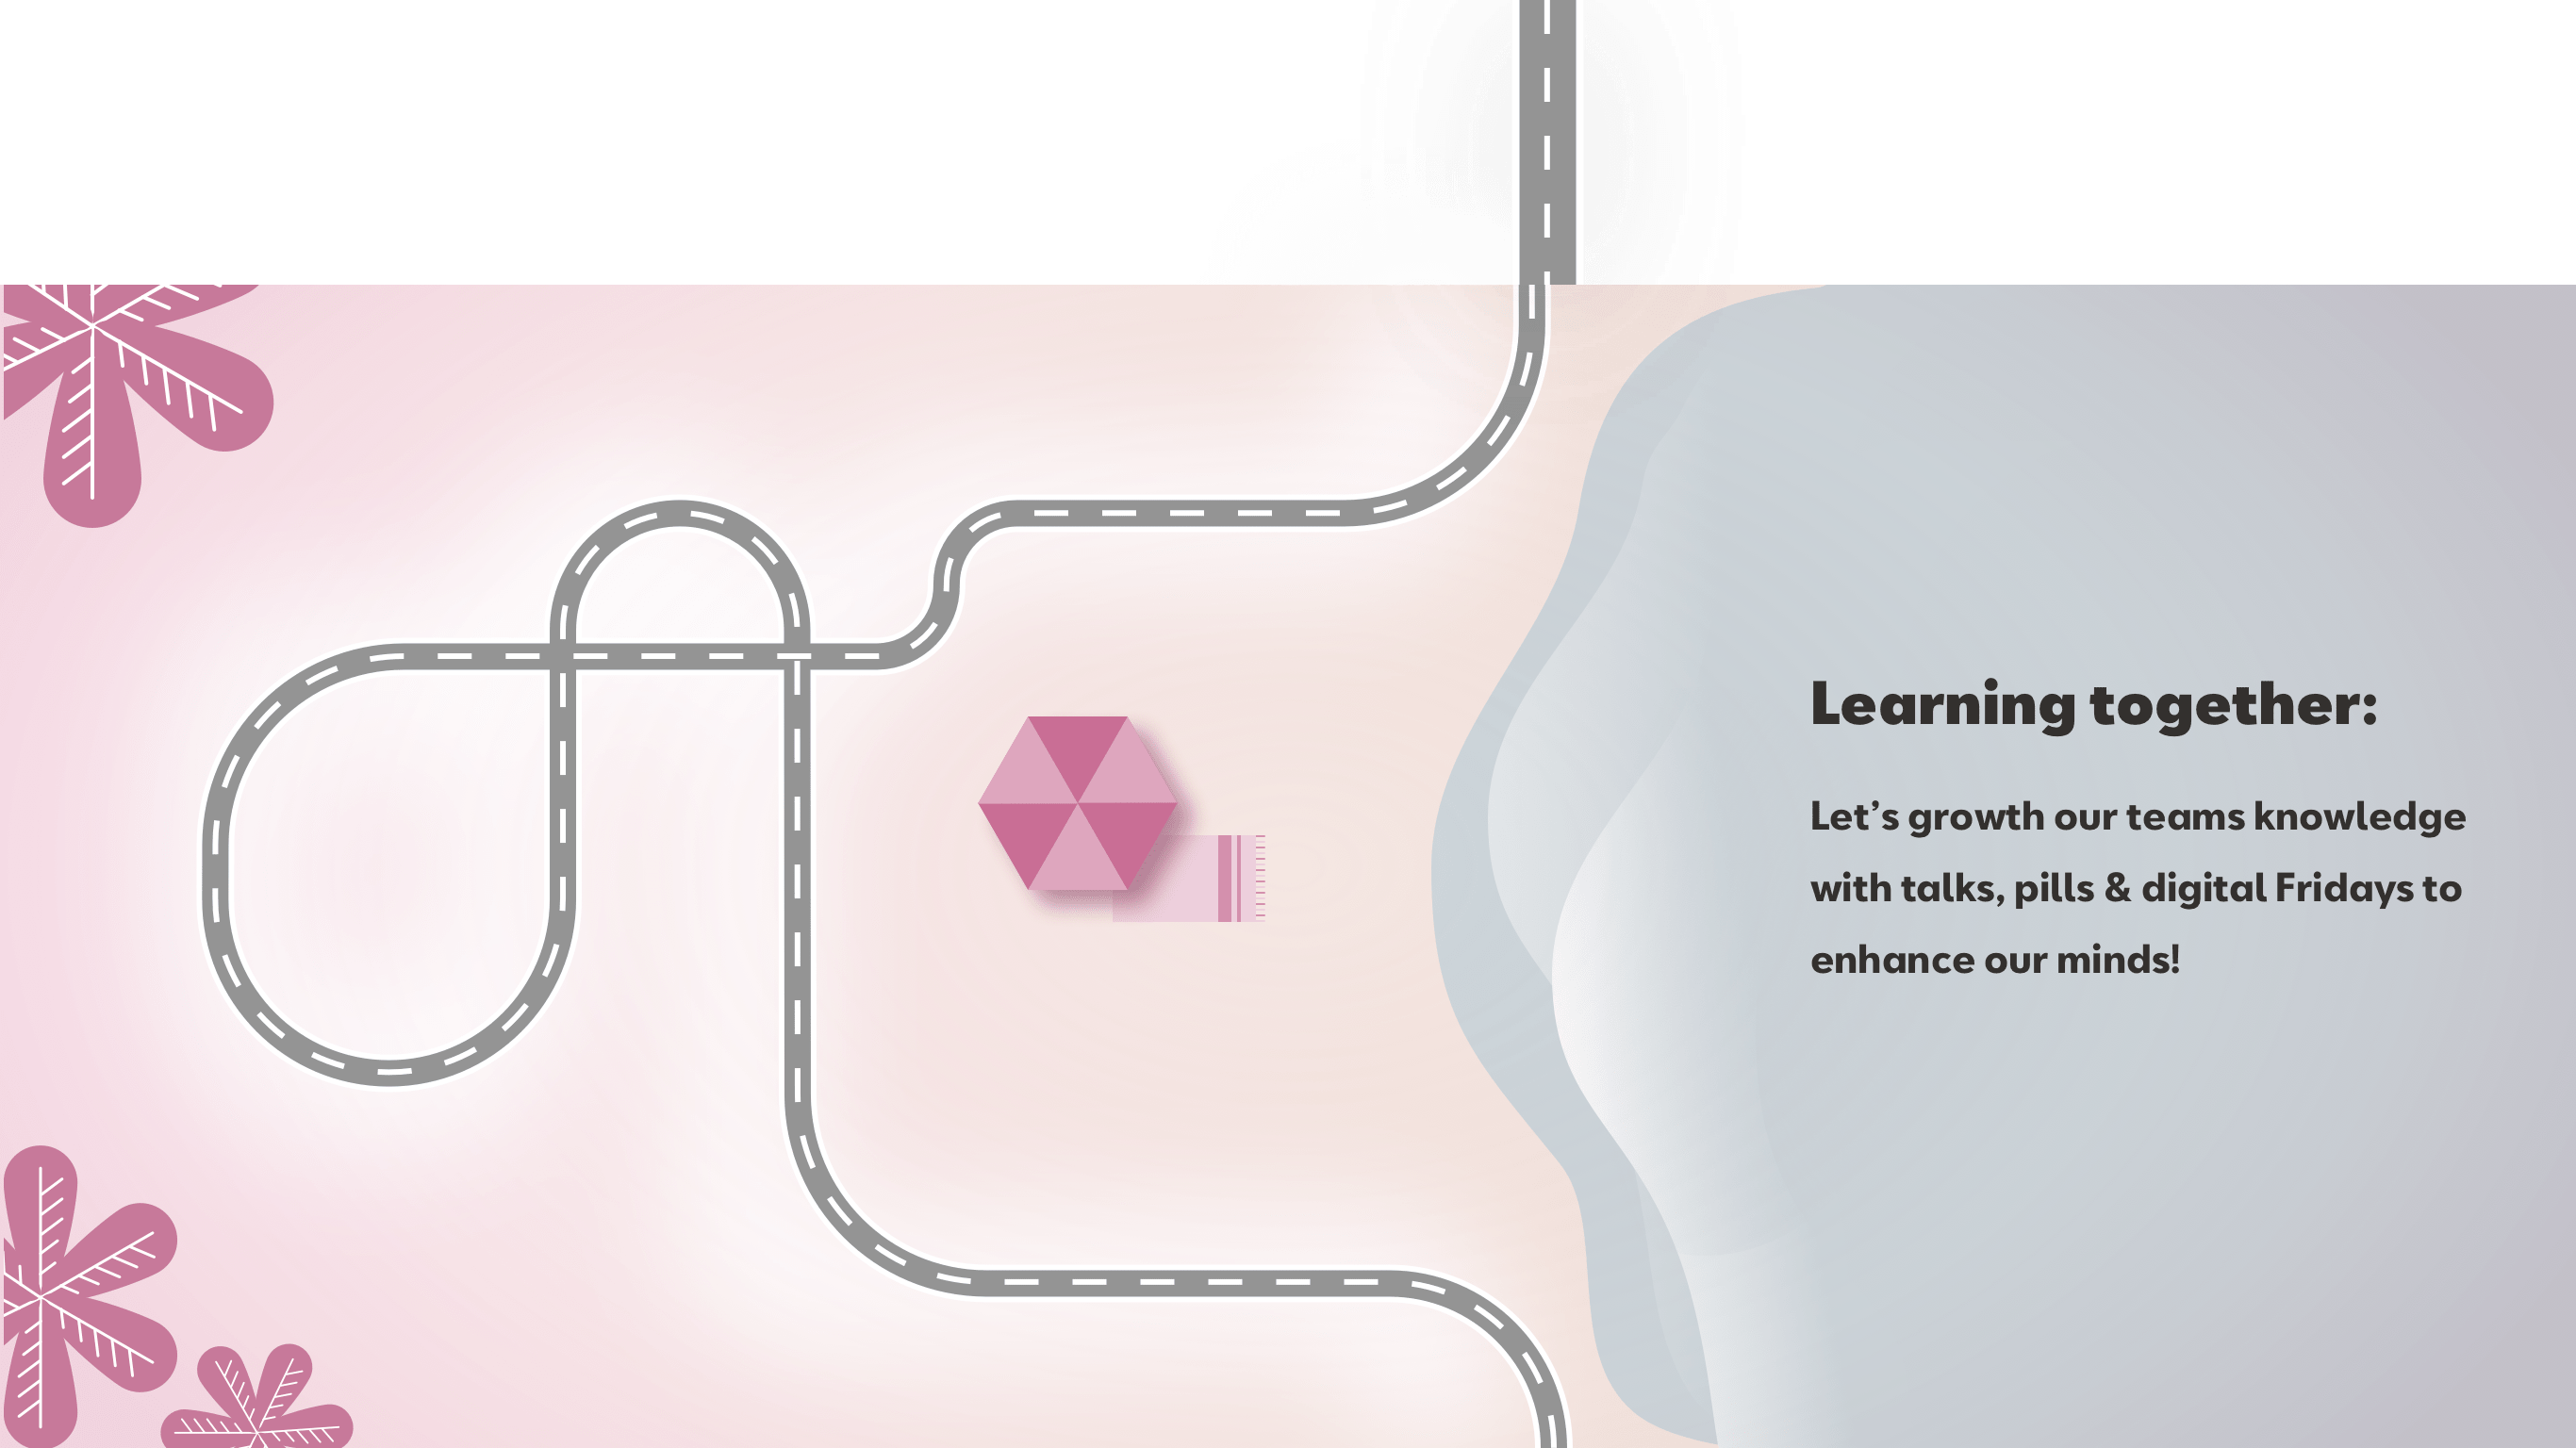 Learning together:
Let’s growth our teams knowledge
with talks, pills & digital Fridays to
enhance our minds!